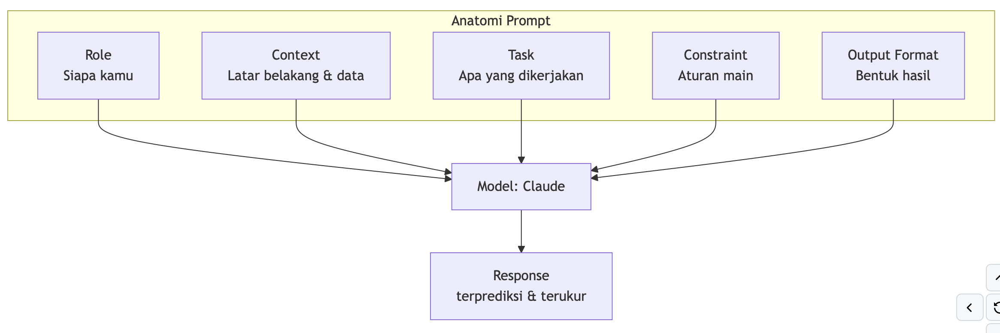 Anatomi Prompt
Role
Siapa kamu
Context
Latar belakang & data
Task
Apa yang dikerjakan
Constraint
Aturan main
Output Format
Bentuk hasil
Model: Claude
Response
terprediksi & terukur